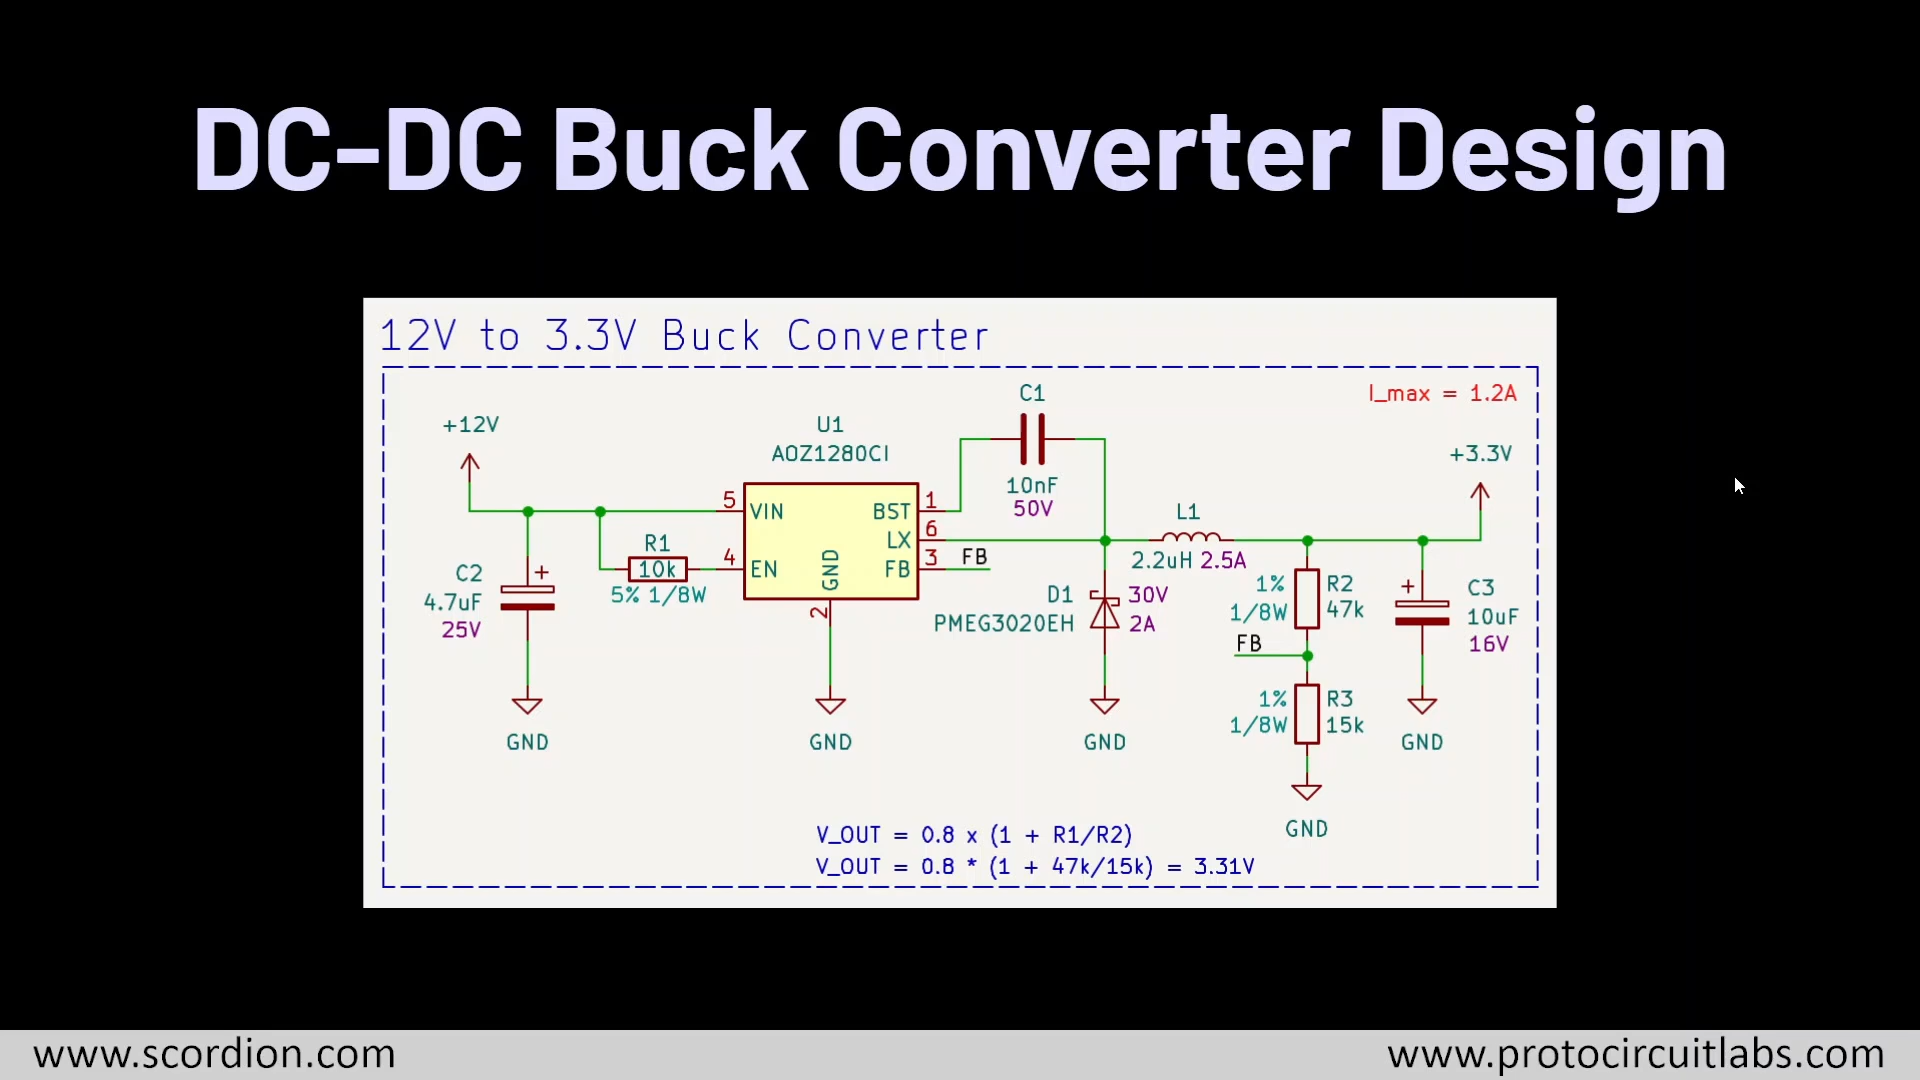 DC-DC Buck Converter Design
12V to 3.3V Buck Converter
I_max = 1.2A
+12V
U1
AOZ1280CI
C1
10nF
50V
+3.3V
5
VIN
BST
1
LX
6
4
EN
GND
FB
3
FB
2
R1
10k
5% 1/8W
C2
+
4.7uF
25V
L1
2.2uH 2.5A
D1
30V
PMEG3020EH
2A
1%
R2
1/8W
47k
FB
1%
R3
1/8W
15k
+
C3
10uF
16V
GND
GND
GND
GND
GND
V_OUT = 0.8 x (1 + R1/R2)
V_OUT = 0.8 * (1 + 47k/15k) = 3.31V
www.scordion.com
www.protocircuitlabs.com